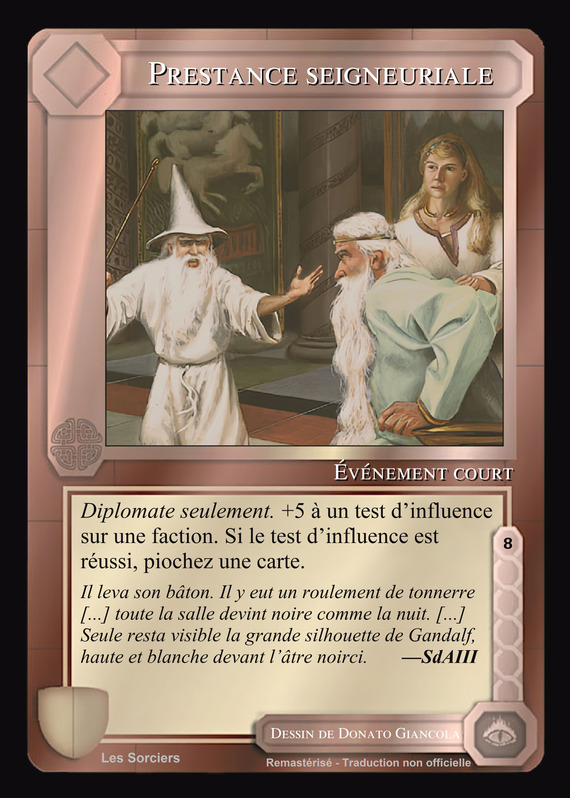 Prestance seigneuriale
Événement court
Diplomate seulement. +5 à un test d'influence
sur une faction. Si le test d'influence est
réussi, piochez une carte.
8
Il leva son bâton. Il y eut un roulement de tonnerre
[...] toute la salle devint noire comme la nuit. [...]
Seule resta visible la grande silhouette de Gandalf,
haute et blanche devant l'âtre noirci. —SdAIII
Dessin de Donato Giancola
Les Sorciers
Remastérisé - Traduction non officielle